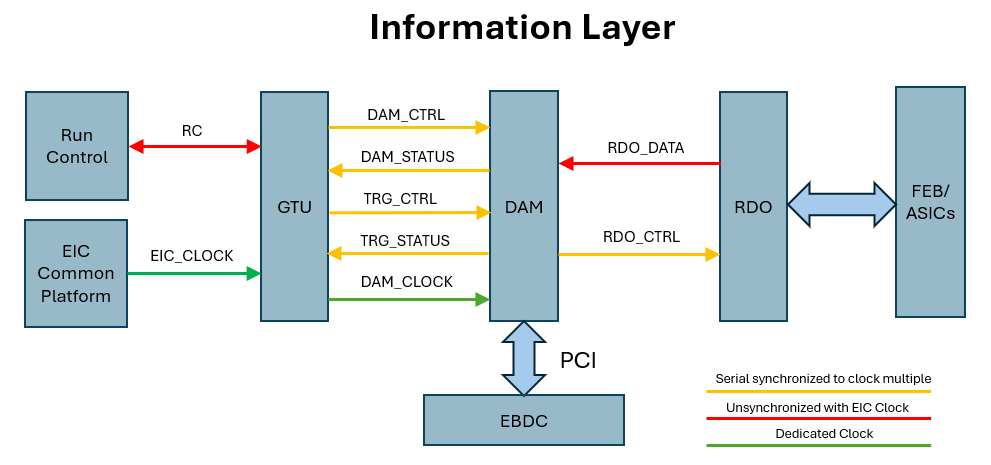 Information Layer
Run
Control
RC
GTU
DAM_CTRL
DAM_STATUS
TRG_CTRL
TRG_STATUS
DAM_CLOCK
DAM
RDO_DATA
RDO_CTRL
RDO
FEB/
ASICs
EIC
Common
Platform
EIC_CLOCK
PCI
EBDC
Serial synchronized to clock multiple
Unsynchronized with EIC Clock
Dedicated Clock